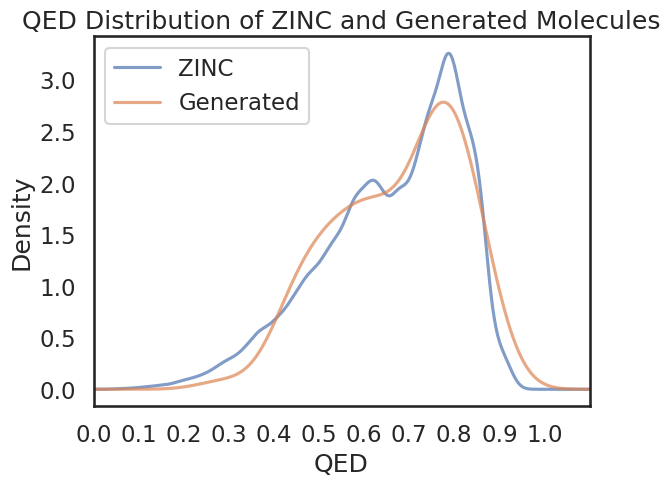 QED Distribution of ZINC and Generated Molecules
ZINC
Generated
Density
3.0
2.5
2.0
1.5
1.0
0.5
0.0
0.0 0.1 0.2 0.3 0.4 0.5 0.6 0.7 0.8 0.9 1.0
QED